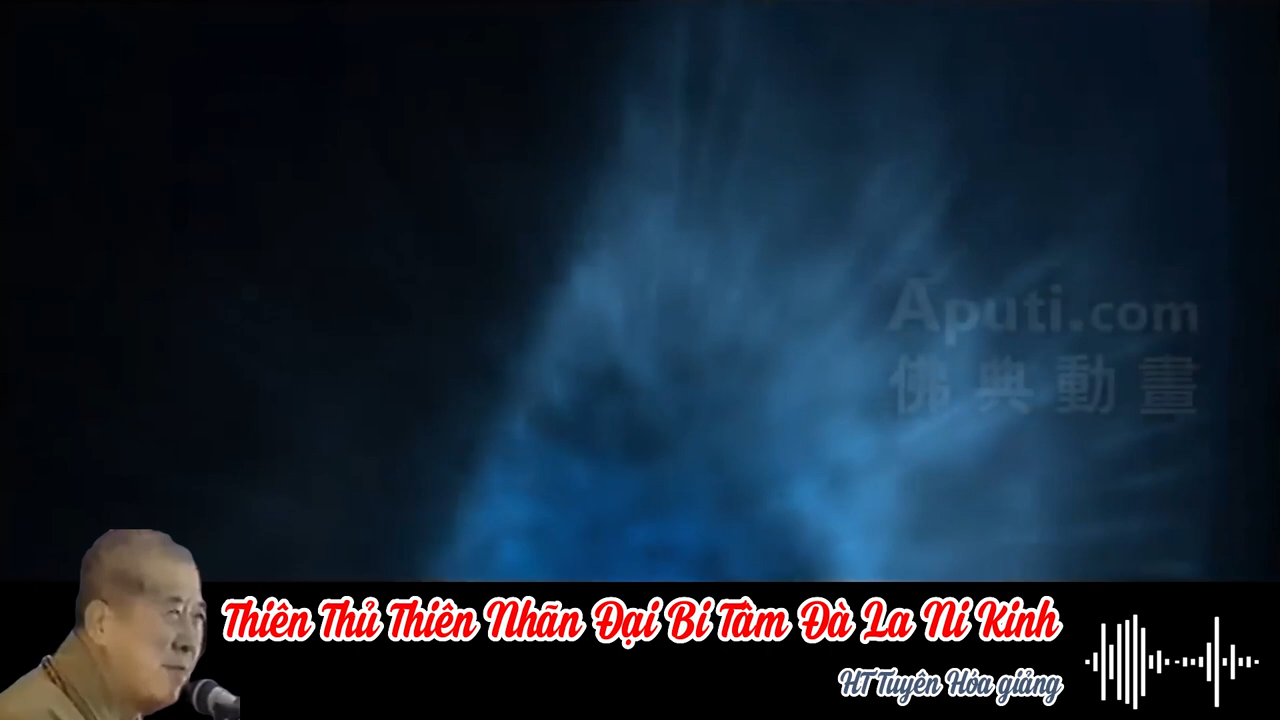 Aputi.com
佛典動畫
Thiên Thủ Thiên Nhãn Đại Bi Tâm Đà La Ni Kinh
HT Tuyên Hóa giảng